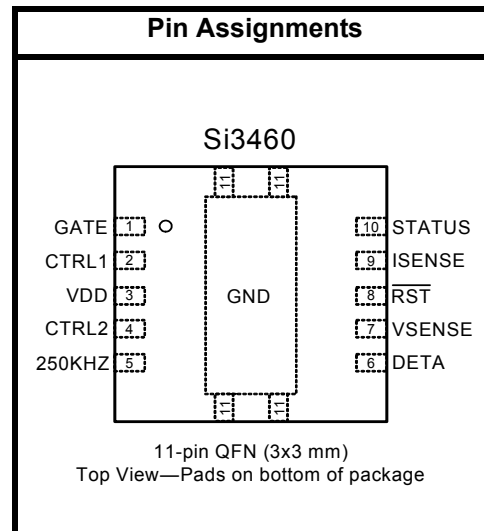 Pin Assignments
Si3460
11 11
GATE 1 10 STATUS
CTRL1 2 9 ISENSE
VDD 3 GND 8 RST
CTRL2 4 7 VSENSE
250KHZ 5 6 DETA
11 11
11-pin QFN (3x3 mm)
Top View—Pads on bottom of package